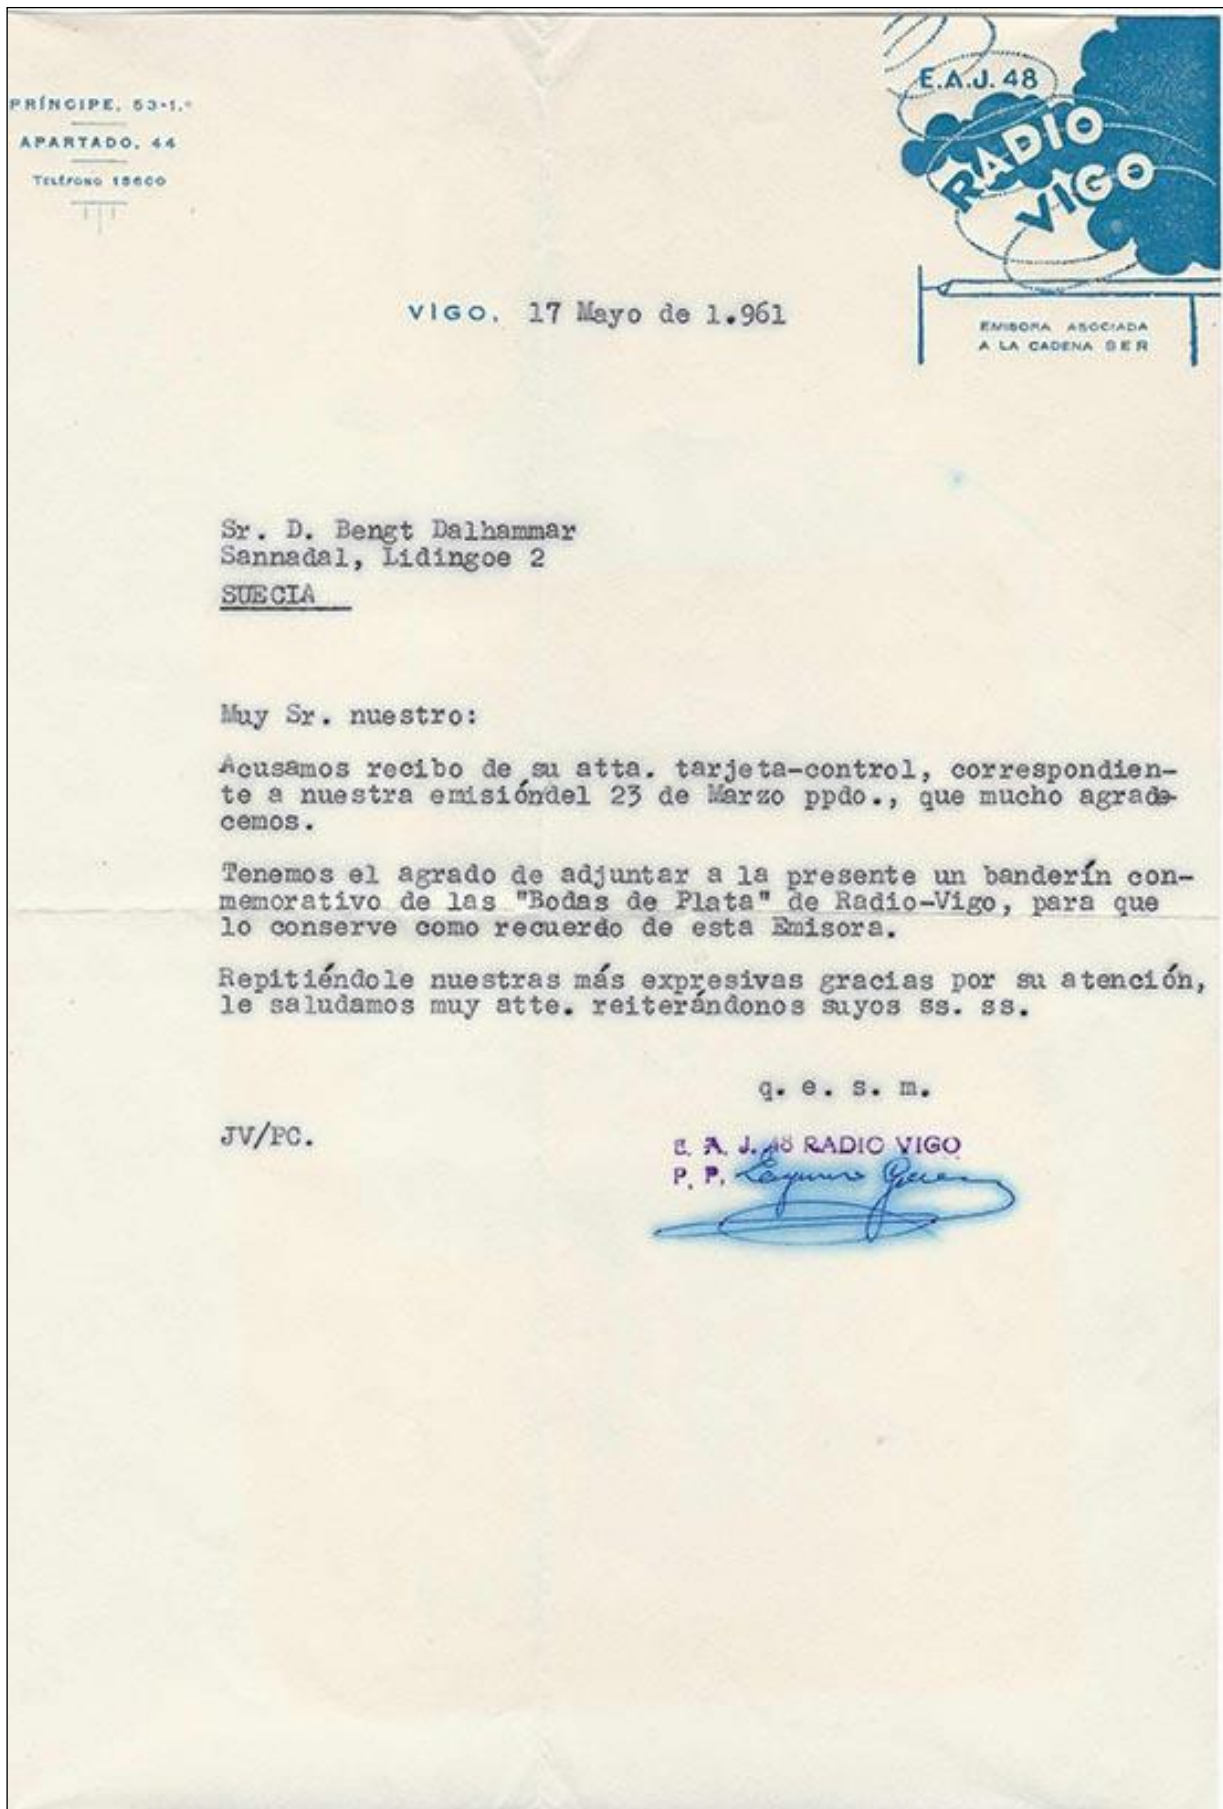 PRÍNCIPE, 53-1.º
APARTADO, 44
TELÉFONO 15600
E.A.J. 48
RADIO
VIGO
EMISORA ASOCIADA
A LA CADENA SER
VIGO, 17 Mayo de 1.961
Sr. D. Bengt Dalhammar
Sannadal, Lidingoe 2
SUECIA
Muy Sr. nuestro:
Acusamos recibo de su atta. tarjeta-control, correspondien-
te a nuestra emisióndel 23 de Marzo ppdo., que mucho agrade-
cemos.
Tenemos el agrado de adjuntar a la presente un banderín con-
memorativo de las "Bodas de Plata" de Radio-Vigo, para que
lo conserve como recuerdo de esta Emisora.
Repitiéndole nuestras más expresivas gracias por su atención,
le saludamos muy atte. reiterándonos suyos ss. ss.
q. e. s. m.
JV/PC.
E. A. J. 48 RADIO VIGO
P. P.